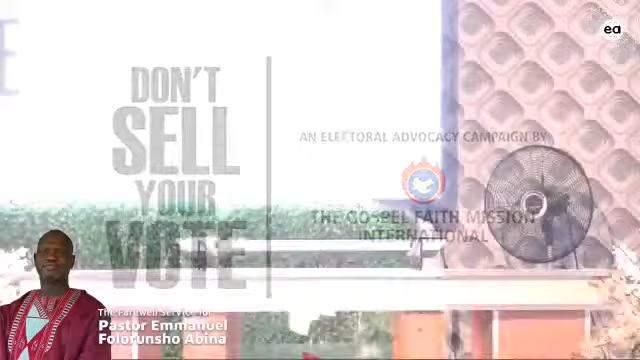 ea
DON'T
SELL
YOUR
VOTE
AN ELECTORAL ADVOCACY CAMPAIGN BY
THE GOSPEL FAITH MISSION
INTERNATIONAL
The Farewell Service for
Pastor Emmanuel
Folorunsho Abina